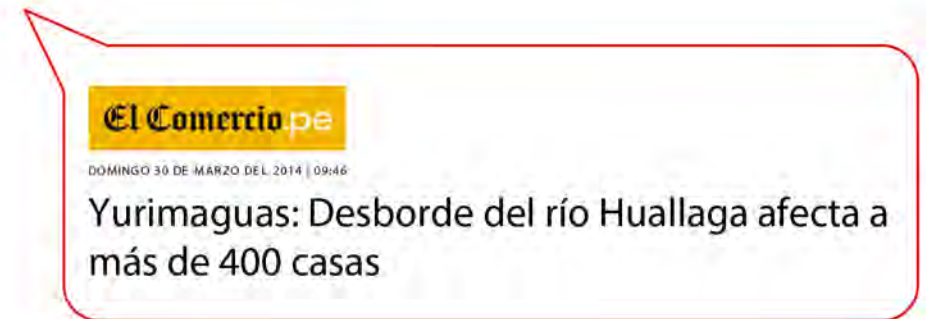 El Comercio.pe
DOMINGO 30 DE MARZO DEL 2014 | 09:46
Yurimaguas: Desborde del río Huallaga afecta a
más de 400 casas